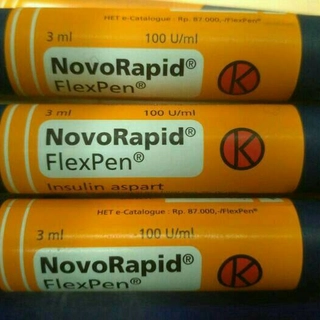 HET e-Catalogue : Rp. 87.000,-/FlexPen®
3 ml 100 U/ml
NovoRapid®
FlexPen®
K
3 ml 100 U/ml
NovoRapid®
FlexPen®
Insulin aspart
K
HET e-Catalogue : Rp. 87.000,-/FlexPen®
3 ml 100 U/ml
NovoRapid®
FlexPen®
K